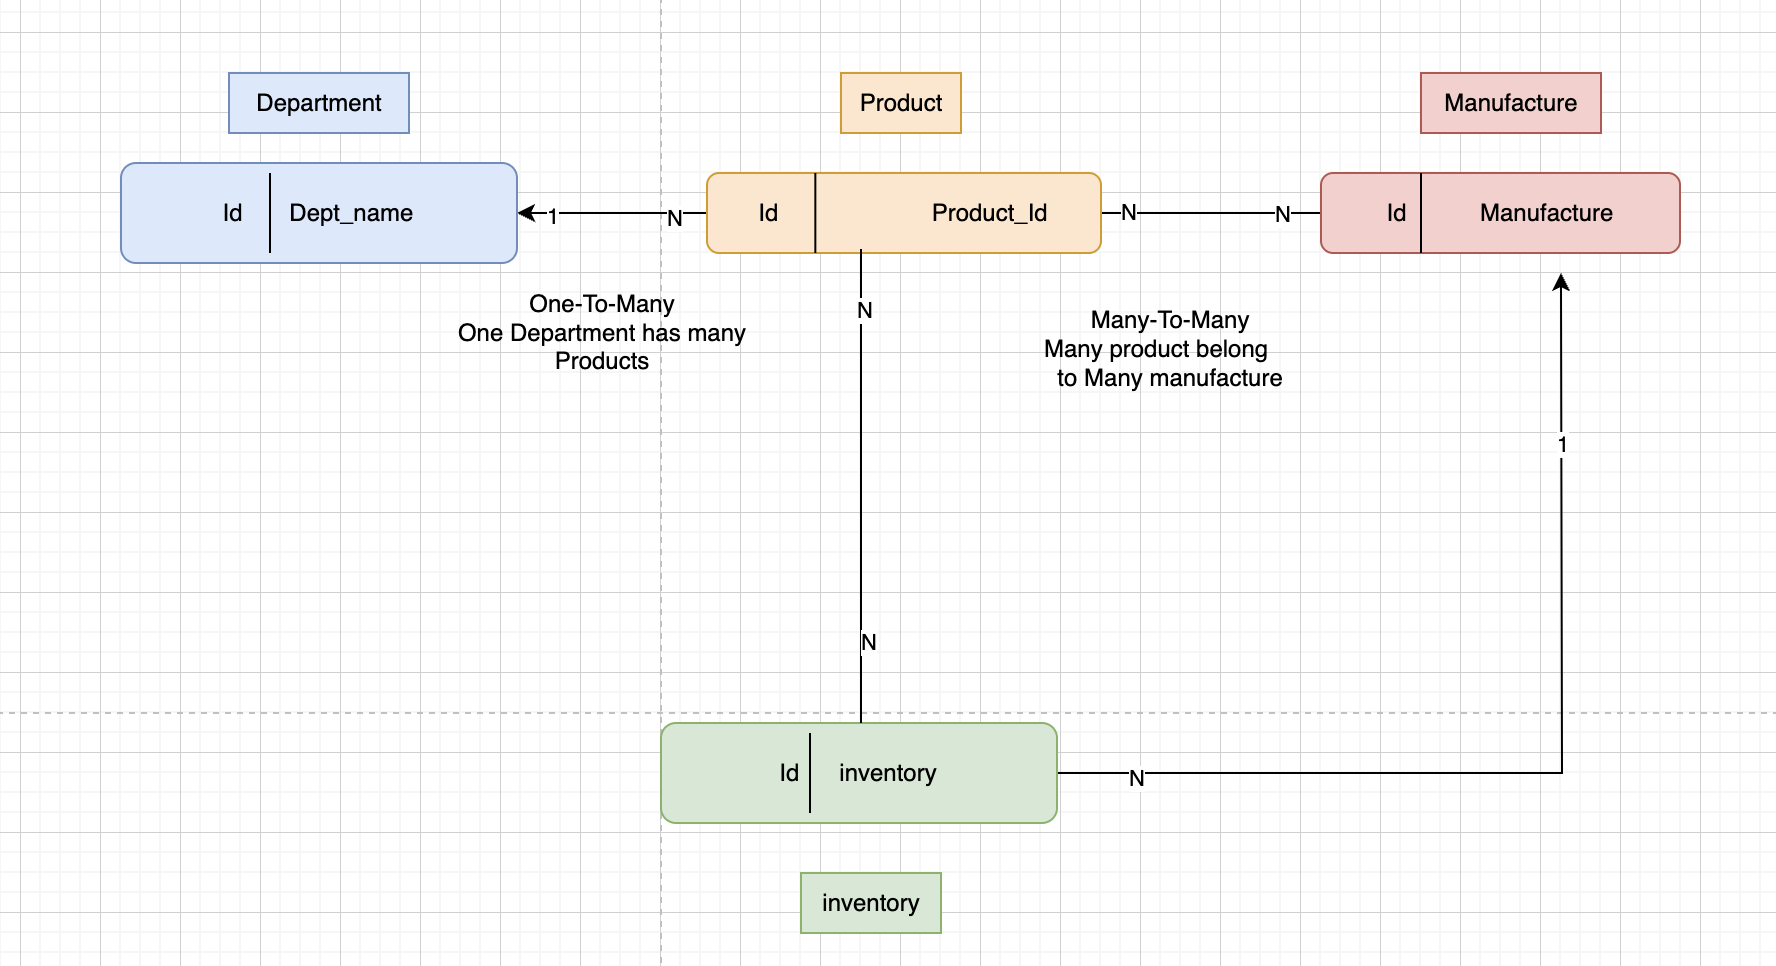 Department
Product
Manufacture
Id
Dept_name
1
N
Id
Product_Id
N
N
Id
Manufacture
One-To-Many
One Department has many
Products
N
Many-To-Many
Many product belong
to Many manufacture
1
N
Id
inventory
N
inventory